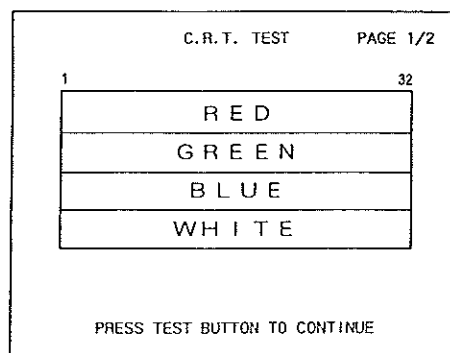 C.R.T. TEST PAGE 1/2
1 32
RED
GREEN
BLUE
WHITE
PRESS TEST BUTTON TO CONTINUE